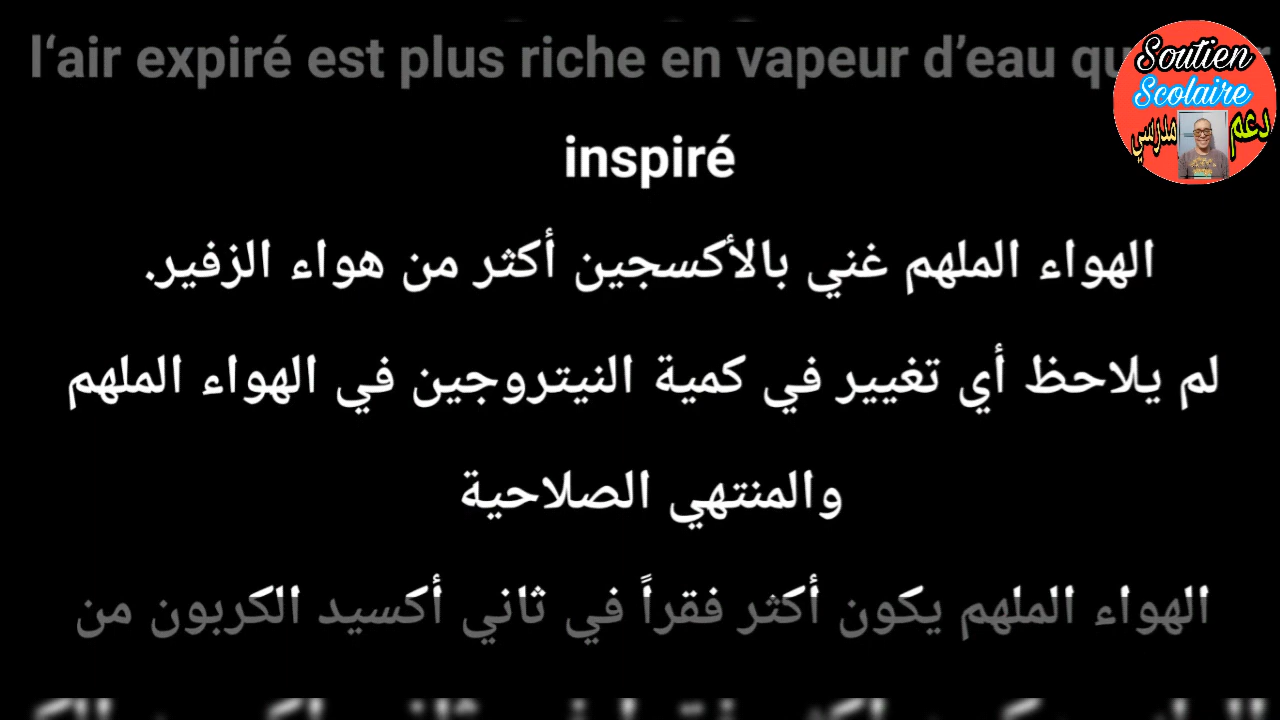 l‘air expiré est plus riche en vapeur d’eau
inspiré
الهواء الملهم غني بالأكسجين أكثر من هواء الزفير.
لم يلاحظ أي تغيير في كمية النيتروجين في الهواء الملهم
والمنتهي الصلاحية
الهواء الملهم يكون أكثر فقراً في ثاني أكسيد الكربون من
Soutien
Scolaire
دعم مدرسي